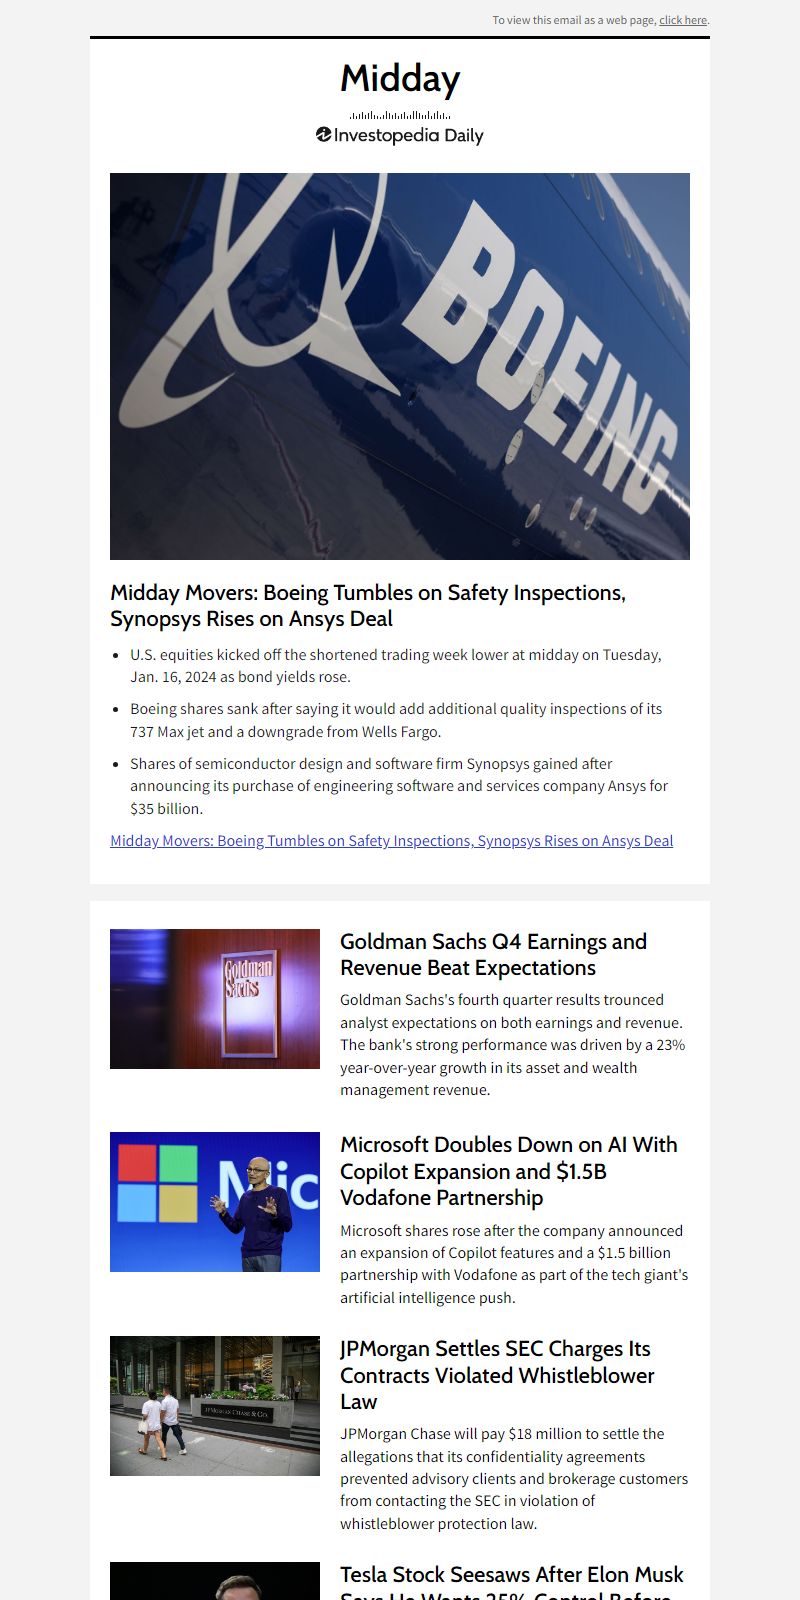 To view this email as a web page, click here.
Midday
Investopedia Daily
BOEING
Midday Movers: Boeing Tumbles on Safety Inspections,
Synopsys Rises on Ansys Deal
• U.S. equities kicked off the shortened trading week lower at midday on Tuesday,
Jan. 16, 2024 as bond yields rose.
• Boeing shares sank after saying it would add additional quality inspections of its
737 Max jet and a downgrade from Wells Fargo.
• Shares of semiconductor design and software firm Synopsys gained after
announcing its purchase of engineering software and services company Ansys for
$35 billion.
Midday Movers: Boeing Tumbles on Safety Inspections, Synopsys Rises on Ansys Deal
Goldman
Sachs
Goldman Sachs Q4 Earnings and
Revenue Beat Expectations
Goldman Sachs's fourth quarter results trounced
analyst expectations on both earnings and revenue.
The bank's strong performance was driven by a 23%
year-over-year growth in its asset and wealth
management revenue.
Mic
Microsoft Doubles Down on AI With
Copilot Expansion and $1.5B
Vodafone Partnership
Microsoft shares rose after the company announced
an expansion of Copilot features and a $1.5 billion
partnership with Vodafone as part of the tech giant's
artificial intelligence push.
JPMORGAN CHASE & CO.
JPMorgan Settles SEC Charges Its
Contracts Violated Whistleblower
Law
JPMorgan Chase will pay $18 million to settle the
allegations that its confidentiality agreements
prevented advisory clients and brokerage customers
from contacting the SEC in violation of
whistleblower protection law.
Tesla Stock Seesaws After Elon Musk
Says He Wants 25% Control Before